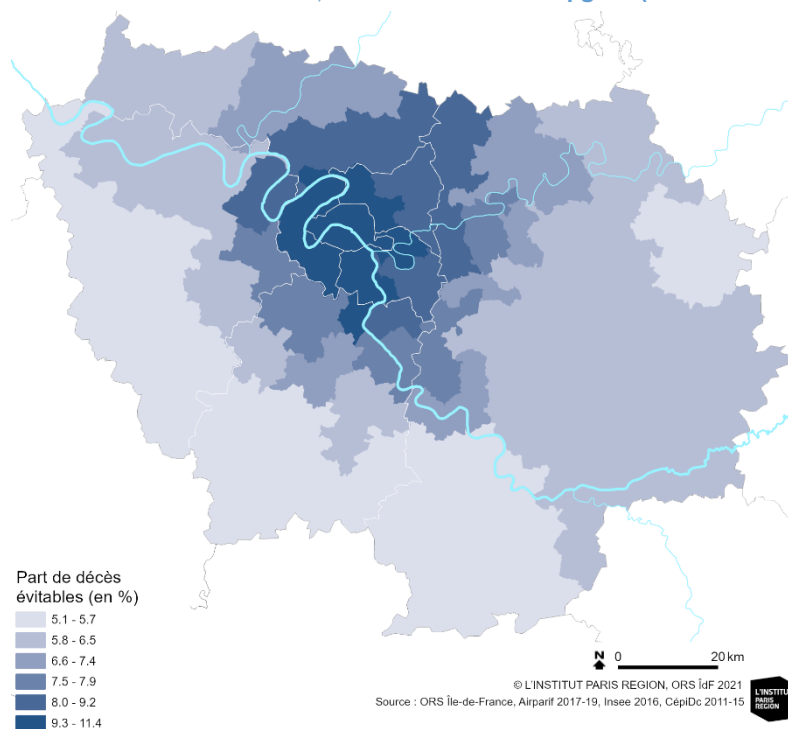 Part de décès
évitables (en %)
5.1 - 5.7
5.8 - 6.5
6.6 - 7.4
7.5 - 7.9
8.0 - 9.2
9.3 - 11.4
N 0 20 km
© L'INSTITUT PARIS REGION, ORS ÎdF 2021
Source : ORS Île-de-France, Airparif 2017-19, Insee 2016, CépiDc 2011-15
L'INSTITUT
PARIS
REGION